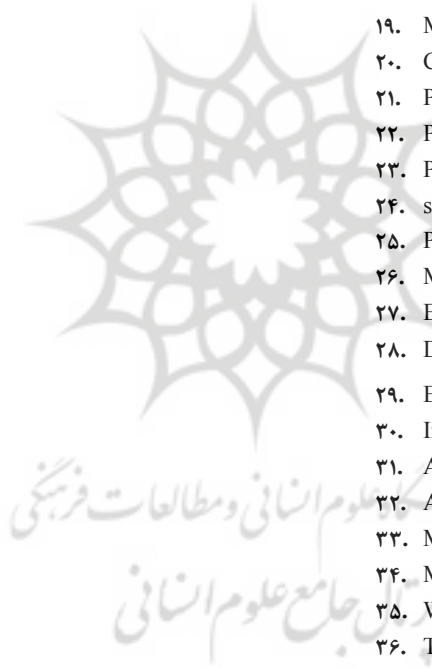 ۱۹. M
۲۰. C
۲۱. P
۲۲. P
۲۳. P
۲۴. s
۲۵. P
۲۶. M
۲۷. E
۲۸. D
۲۹. E
۳۰. I
۳۱. A
علوم انسانی و مطالعات فرهنگی
۳۲. A
۳۳. M
۳۴. M
جامع علوم انسانی
۳۵. V
۳۶. T